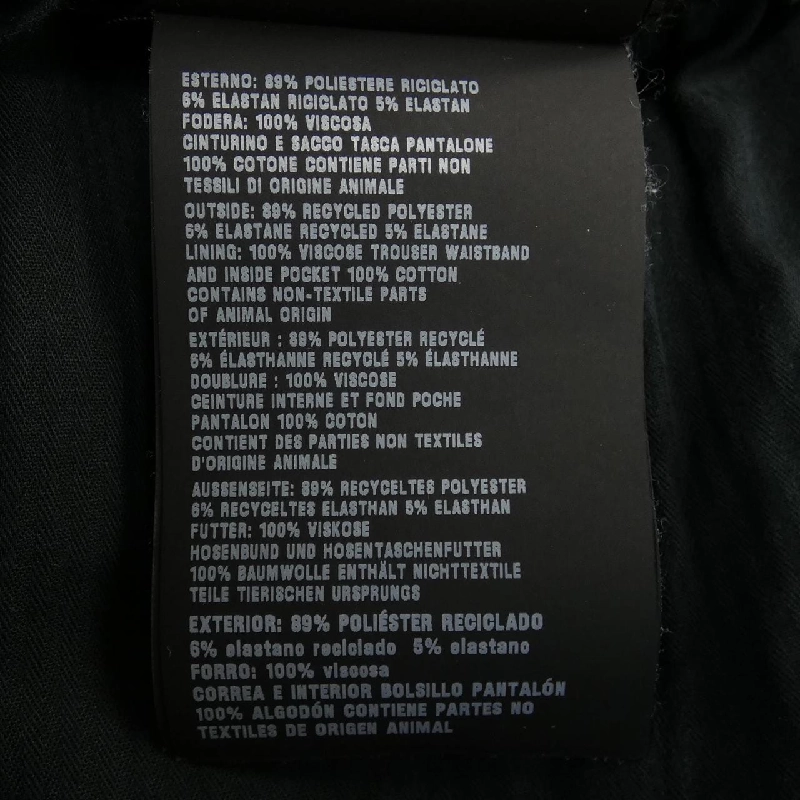 ESTERNO: 89% POLIESTERE RICICLATO
6% ELASTAN RICICLATO 5% ELASTAN
FODERA: 100% VISCOSA
CINTURINO E SACCO TASCA PANTALONE
100% COTONE CONTIENE PARTI NON
TESSILI DI ORIGINE ANIMALE
OUTSIDE: 89% RECYCLED POLYESTER
6% ELASTANE RECYCLED 5% ELASTANE
LINING: 100% VISCOSE TROUSER WAISTBAND
AND INSIDE POCKET 100% COTTON
CONTAINS NON-TEXTILE PARTS
OF ANIMAL ORIGIN
EXTÉRIEUR : 89% POLYESTER RECYCLÉ
6% ÉLASTHANNE RECYCLÉ 5% ÉLASTHANNE
DOUBLURE : 100% VISCOSE
CEINTURE INTERNE ET FOND POCHE
PANTALON 100% COTON
CONTIENT DES PARTIES NON TEXTILES
D'ORIGINE ANIMALE
AUSSENSEITE: 89% RECYCELTES POLYESTER
6% RECYCELTES ELASTHAN 5% ELASTHAN
FUTTER: 100% VISKOSE
HOSENBUND UND HOSENTASCHENFUTTER
100% BAUMWOLLE ENTHÄLT NICHTTEXTILE
TEILE TIERISCHEN URSPRUNGS
EXTERIOR: 89% POLIÉSTER RECICLADO
6% elastano reciclado 5% elastano
FORRO: 100% viscosa
CORREA E INTERIOR BOLSILLO PANTALÓN
100% ALGODÓN CONTIENE PARTES NO
TEXTILES DE ORIGEN ANIMAL